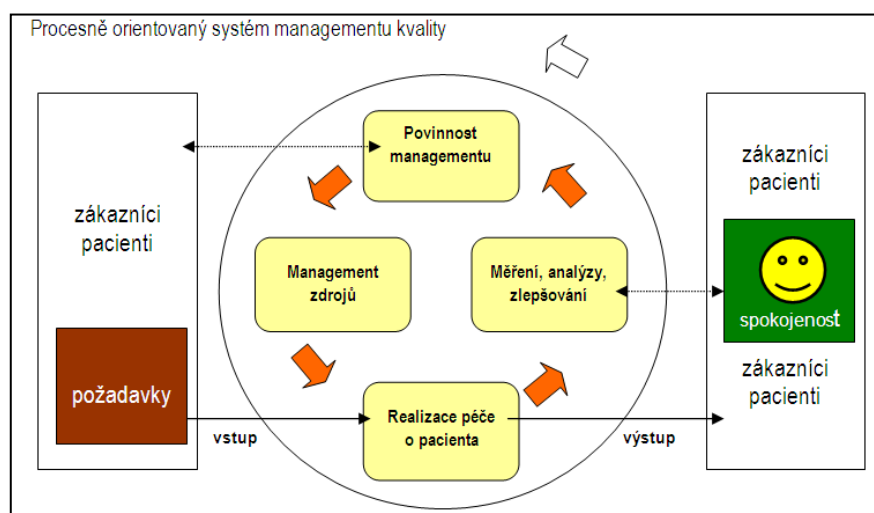 Procesně orientovaný systém managementu kvality
zákazníci
pacienti
požadavky
vstup
Povinnost
managementu
Management
zdrojů
Měření, analýzy,
zlepšování
Realizace péče
o pacienta
výstup
zákazníci
pacienti
spokojenost
zákazníci
pacienti